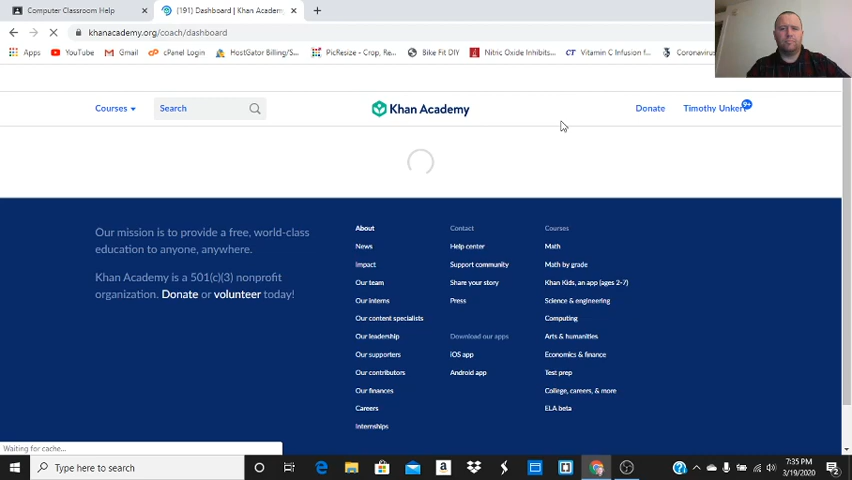 Computer Classroom Help
(191) Dashboard | Khan Academy
khanacademy.org/coach/dashboard
Apps YouTube Gmail cPanel Login HostGator Billing/S... PicResize - Crop, Re... Bike Fit DIY Nitric Oxide Inhibits... CT Vitamin C Infusion f... Coronavirus
Courses Search Khan Academy Donate Timothy Unkert 9+
Our mission is to provide a free, world-class
education to anyone, anywhere.
Khan Academy is a 501(c)(3) nonprofit
organization. Donate or volunteer today!
About
News
Impact
Our team
Our interns
Our content specialists
Our leadership
Our supporters
Our contributors
Our finances
Careers
Internships
Contact
Help center
Support community
Share your story
Press
Download our apps
iOS app
Android app
Courses
Math
Math by grade
Khan Kids, an app (ages 2-7)
Science & engineering
Computing
Arts & humanities
Economics & finance
Test prep
College, careers, & more
ELA beta
Waiting for cache...
Type here to search
7:35 PM
3/19/2020
2